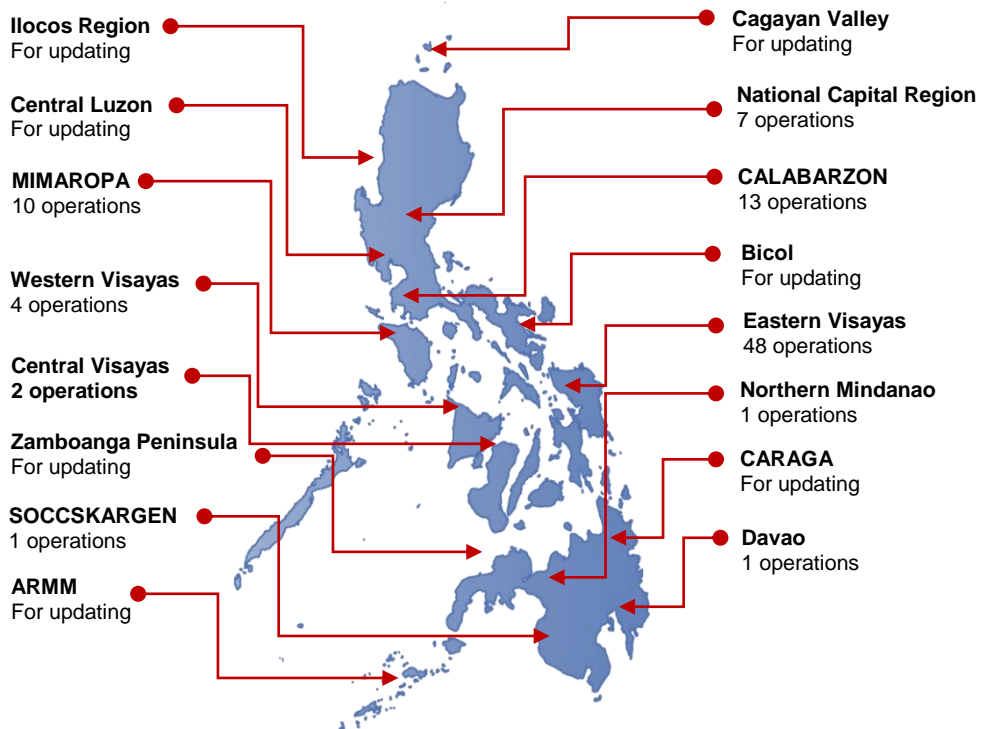 Ilocos Region
For updating
Central Luzon
For updating
MIMAROPA
10 operations
Western Visayas
4 operations
Central Visayas
2 operations
Zamboanga Peninsula
For updating
SOCCSKARGEN
1 operations
ARMM
For updating
Cagayan Valley
For updating
National Capital Region
7 operations
CALABARZON
13 operations
Bicol
For updating
Eastern Visayas
48 operations
Northern Mindanao
1 operations
CARAGA
For updating
Davao
1 operations